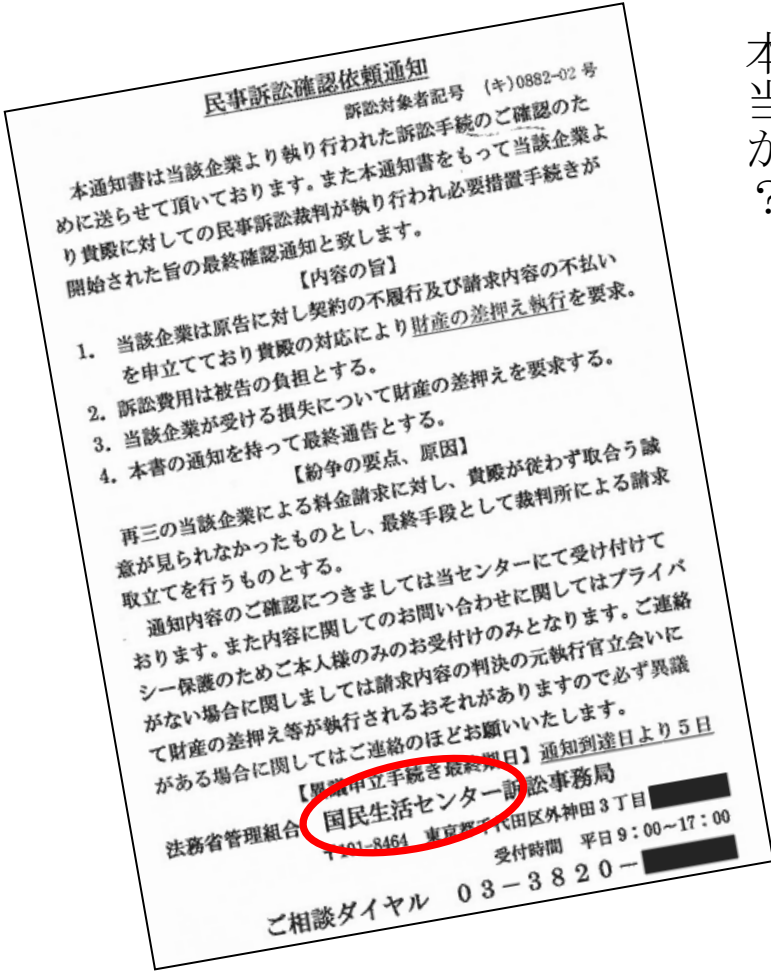 本当か?
民事訴訟確認依頼通知
訴訟対象者記号 (キ)0882-02 号
本通知書は当該企業より執り行われた訴訟手続のご確認のた
めに送らせて頂いております。また本通知書をもって当該企業よ
り貴殿に対しての民事訴訟裁判が執り行われ必要措置手続きが
開始された旨の最終確認通知と致します。
【内容の旨】
1. 当該企業は原告に対し契約の不履行及び請求内容の不払い
を申立てており貴殿の対応により財産の差押え執行を要求。
2. 訴訟費用は被告の負担とする。
3. 当該企業が受ける損失について財産の差押えを要求する。
4. 本書の通知を持って最終通告とする。
【紛争の要点、原因】
再三の当該企業による料金請求に対し、貴殿が従わず取合う誠
意が見られなかったものとし、最終手段として裁判所による請求
取立てを行うものとする。
通知内容のご確認につきましては当センターにて受け付けて
おります。また内容に関してのお問い合わせに関してはプライバ
シー保護のためご本人様のみのお受付けのみとなります。ご連絡
がない場合に関しましては請求内容の判決の元執行官立会いに
て財産の差押え等が執行されるおそれがありますので必ず異議
がある場合に関してはご連絡のほどお願いいたします。
【異議申立手続き最終期日】通知到達日より5日
法務省管理組合 国民生活センター訴訟事務局
〒101-8464 東京都千代田区外神田3丁目
受付時間 平日9:00~17:00
ご相談ダイヤル 03-3820-